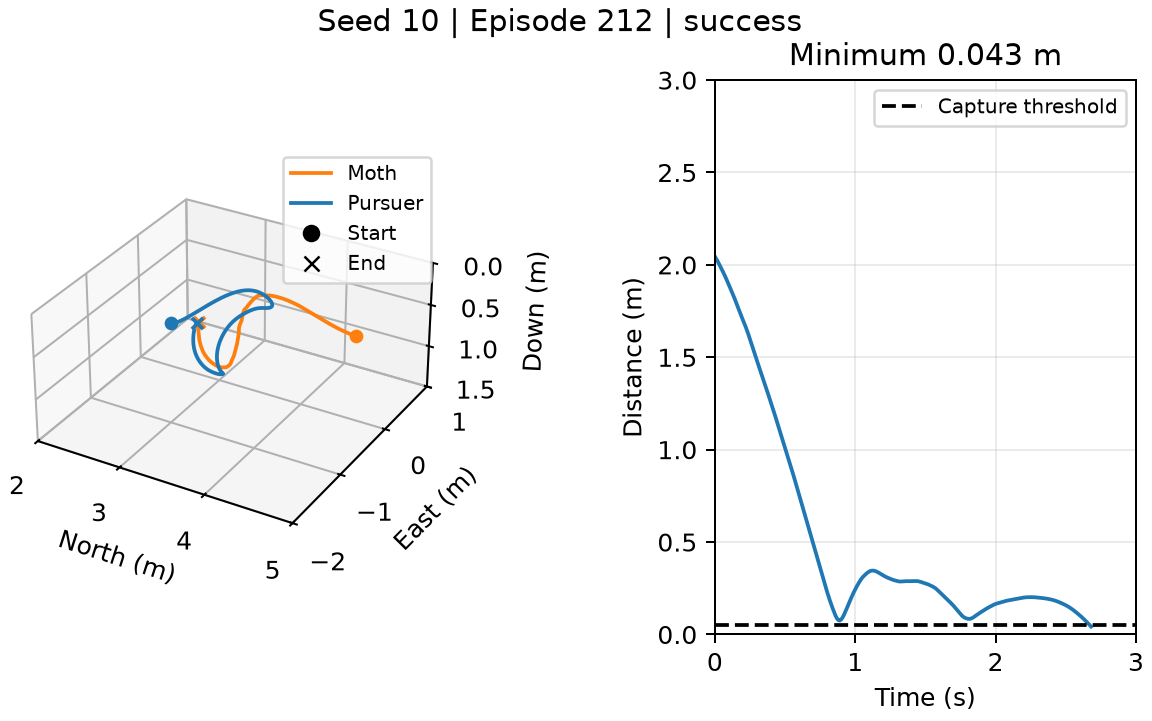 Seed 10 | Episode 212 | success
Moth
Pursuer
Start
End
0.0
0.5
1.0
1.5
Down (m)
1
0
−1
−2
East (m)
2
3
4
5
North (m)
Minimum 0.043 m
Capture threshold
3.0
2.5
2.0
1.5
1.0
0.5
0.0
Distance (m)
0
1
2
3
Time (s)